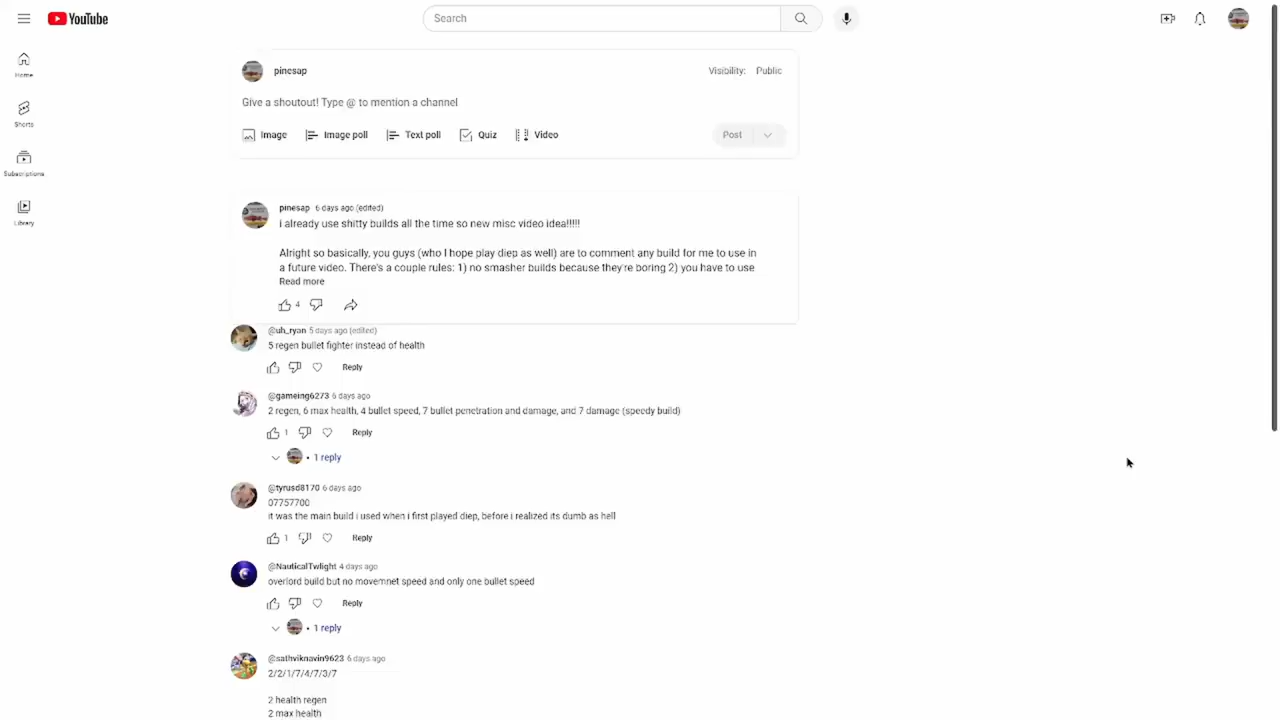 YouTube
Search
Home
Shorts
Subscriptions
Library
pinesap
Visibility: Public
Give a shoutout! Type @ to mention a channel
Image
Image poll
Text poll
Quiz
Video
Post
pinesap 6 days ago (edited)
i already use shitty builds all the time so new misc video idea!!!!!
Alright so basically, you guys (who I hope play diep as well) are to comment any build for me to use in
a future video. There's a couple rules: 1) no smasher builds because they're boring 2) you have to use
Read more
4
@uh_ryan 5 days ago (edited)
5 regen bullet fighter instead of health
Reply
@gameing6273 6 days ago
2 regen, 6 max health, 4 bullet speed, 7 bullet penetration and damage, and 7 damage (speedy build)
1 Reply
• 1 reply
@tyrusd8170 6 days ago
07757700
it was the main build i used when i first played diep, before i realized its dumb as hell
1 Reply
@NauticalTwlight 4 days ago
overlord build but no movemnet speed and only one bullet speed
Reply
• 1 reply
@sathviknavin9623 6 days ago
2/2/1/7/4/7/3/7
2 health regen
2 max health